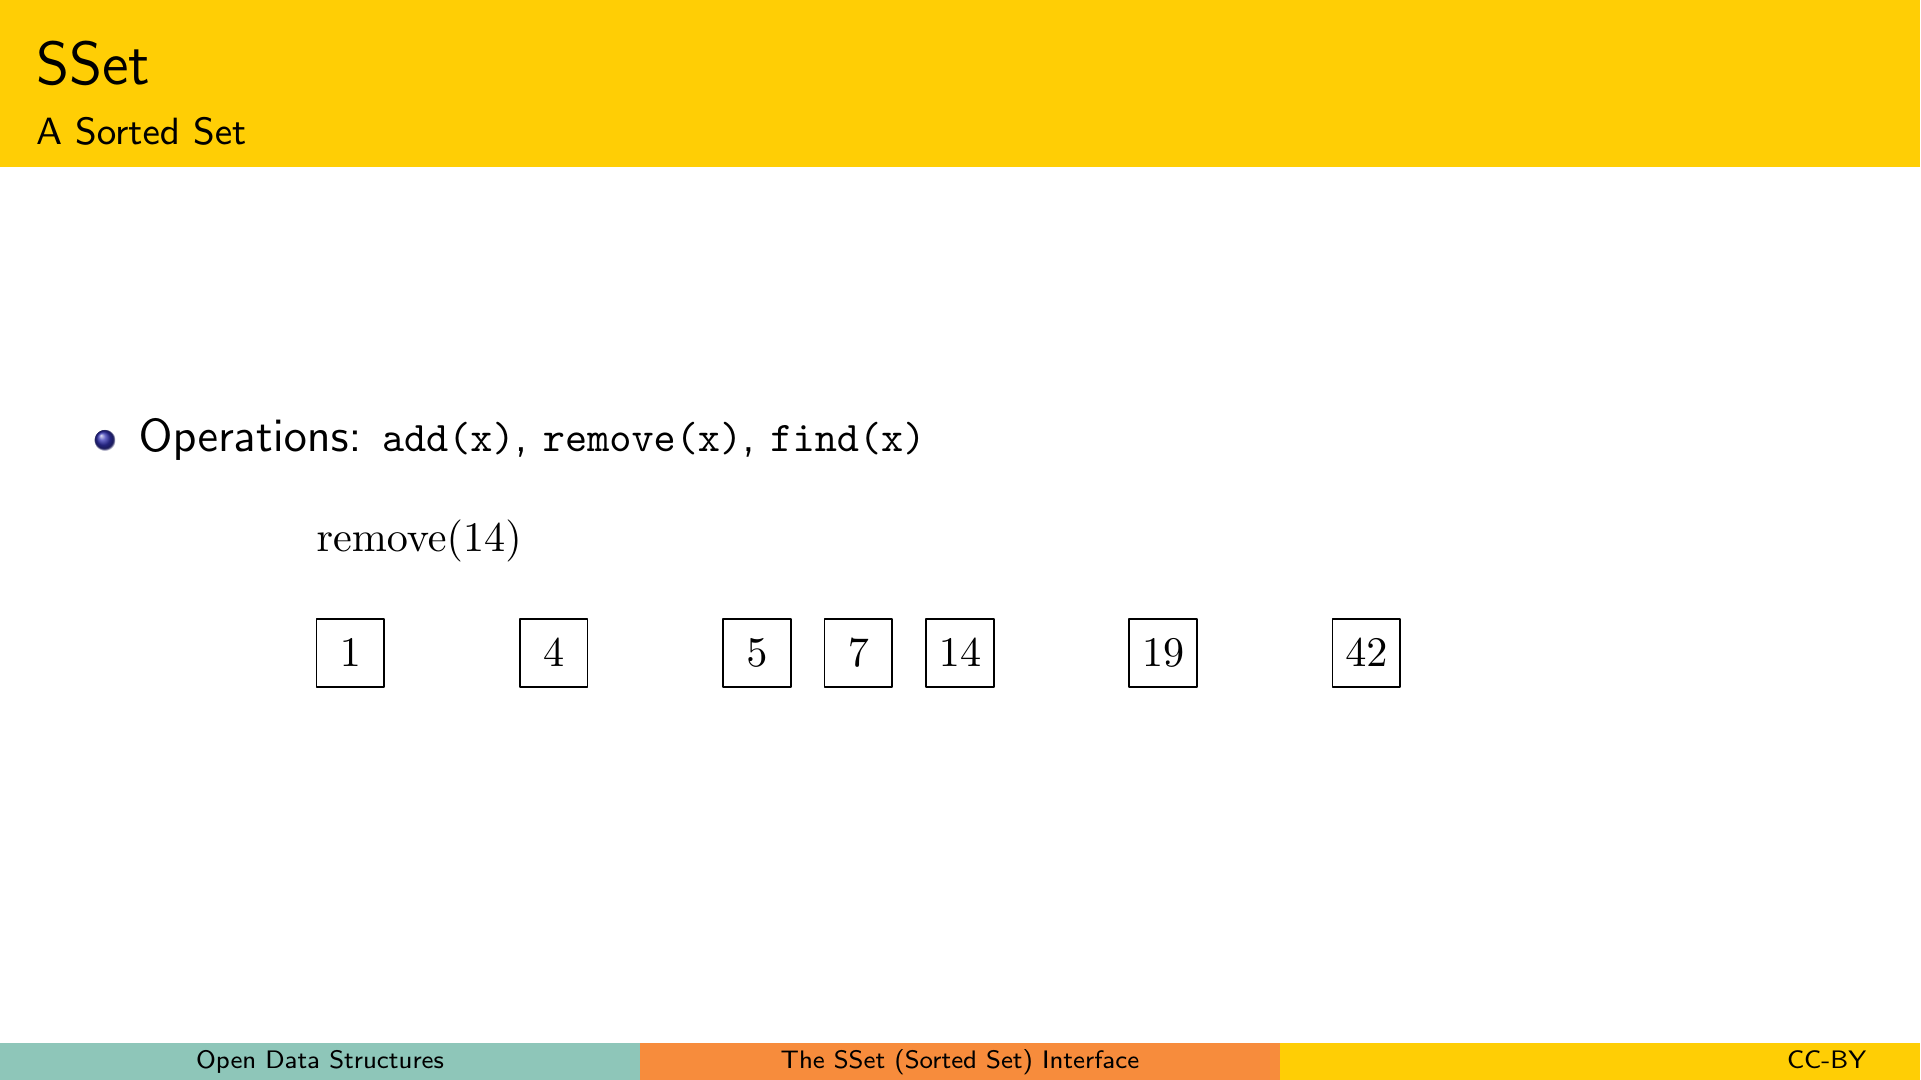 SSet
A Sorted Set
Operations: add(x), remove(x), find(x)
remove(14)
1 4 5 7 14 19 42
Open Data Structures The SSet (Sorted Set) Interface CC-BY